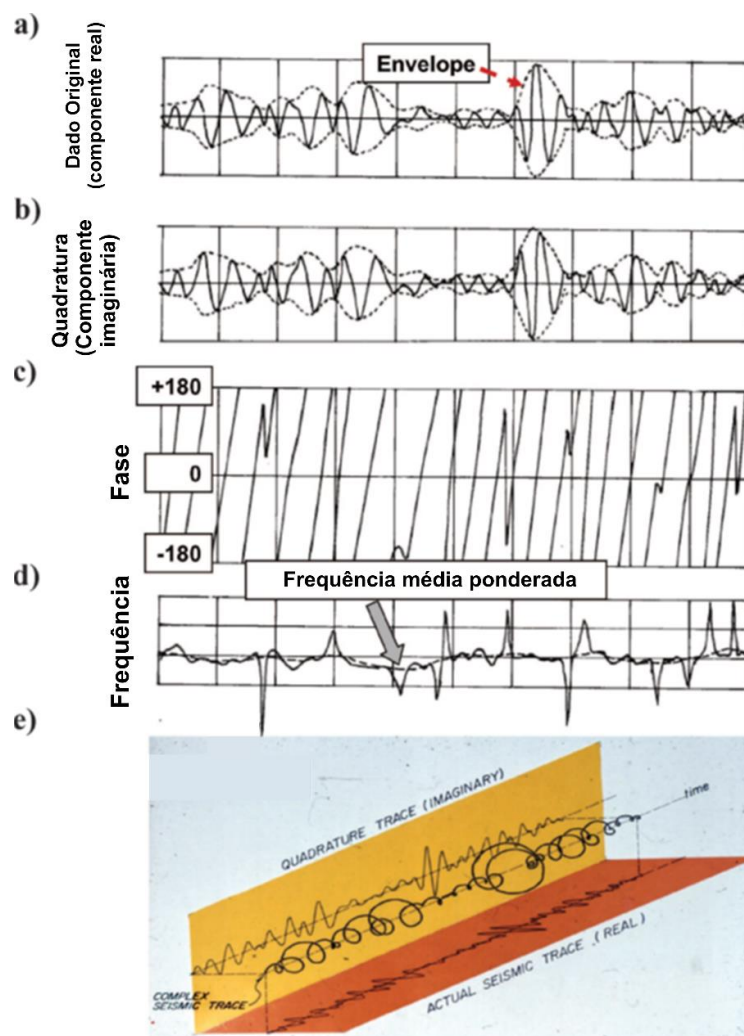 a)
Dado Original
(componente real)
Envelope
b)
Quadratura
(Componente
imaginária)
c)
Fase
+180
0
-180
d)
Frequência
Frequência média ponderada
e)
QUADRATURE TRACE (IMAGINARY)
time
COMPLEX
SEISMIC TRACE
ACTUAL SEISMIC TRACE (REAL)